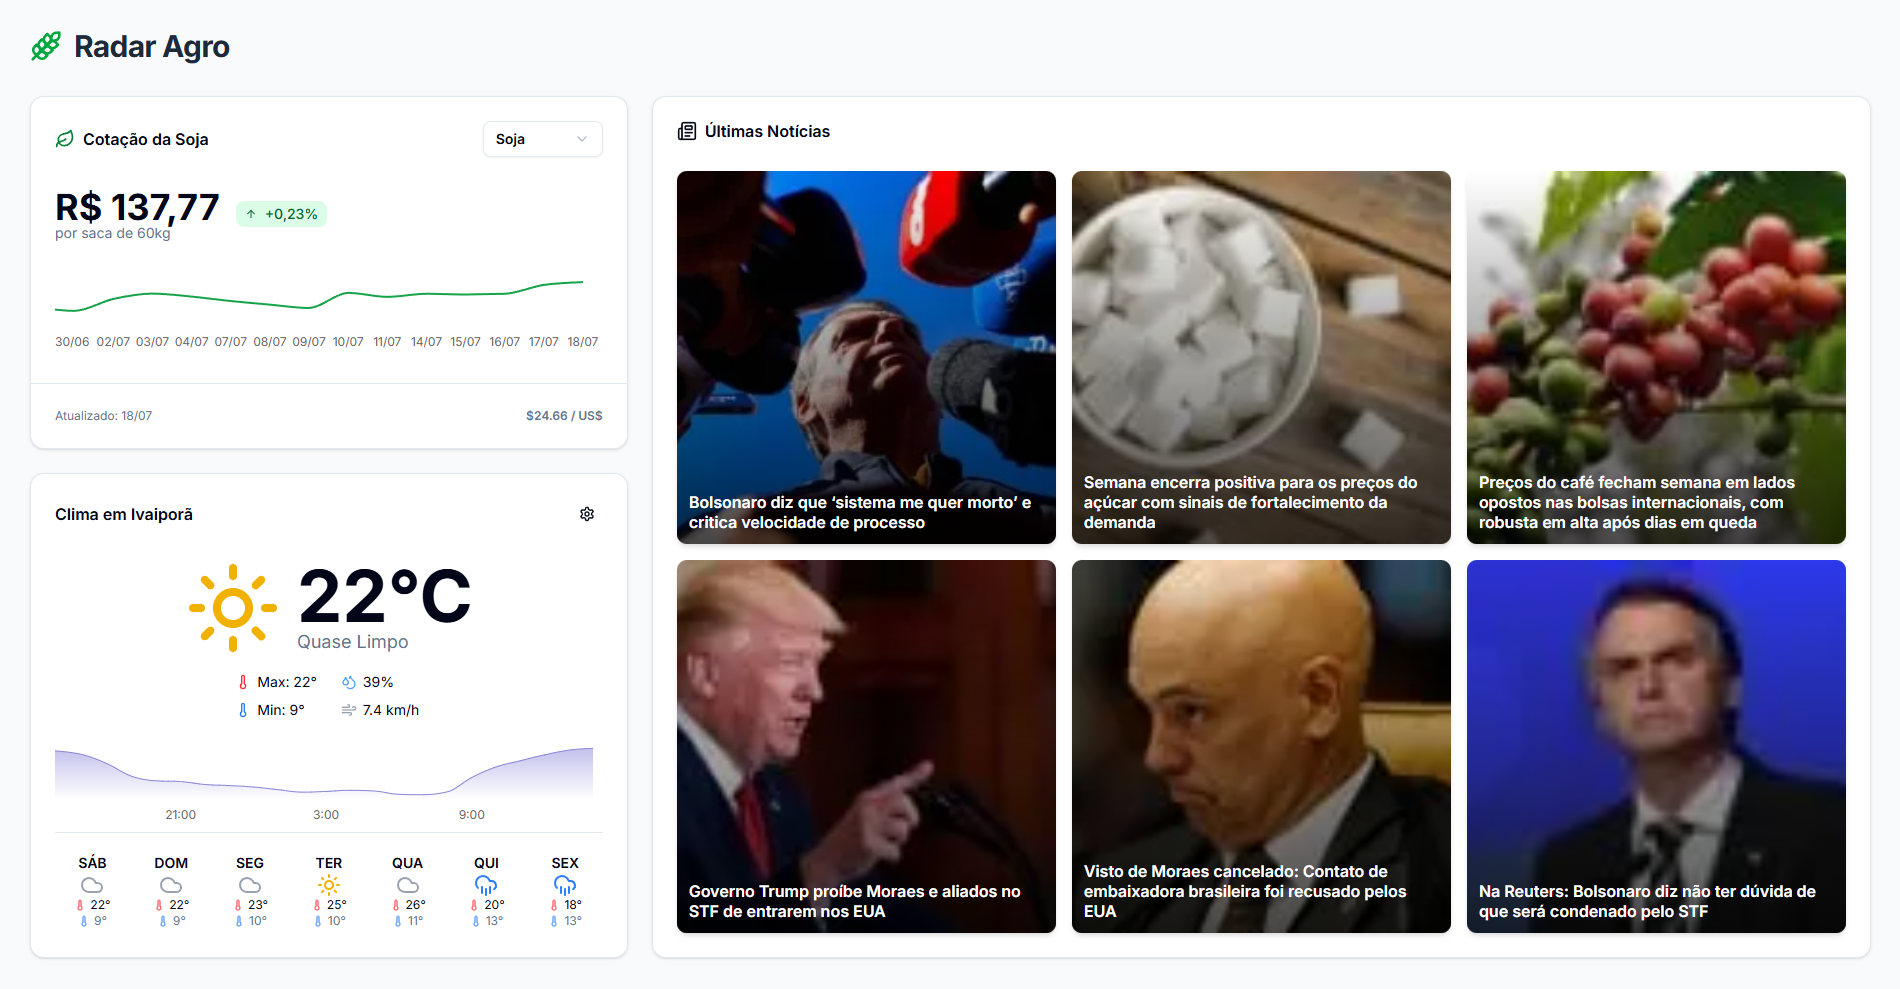 Radar Agro
Cotação da Soja
Soja
R$ 137,77
+0,23%
por saca de 60kg
30/06 02/07 03/07 04/07 07/07 08/07 09/07 10/07 11/07 14/07 15/07 16/07 17/07 18/07
Atualizado: 18/07
$24.66 / US$
Clima em Ivaiporã
22°C
Quase Limpo
Max: 22° 39%
Min: 9° 7.4 km/h
21:00 3:00 9:00
SÁB DOM SEG TER QUA QUI SEX
22° 22° 23° 25° 26° 20° 18°
9° 9° 10° 10° 11° 13° 13°
Últimas Notícias
Bolsonaro diz que ‘sistema me quer morto’ e
critica velocidade de processo
Semana encerra positiva para os preços do
açúcar com sinais de fortalecimento da
demanda
Preços do café fecham semana em lados
opostos nas bolsas internacionais, com
robusta em alta após dias em queda
Governo Trump proíbe Moraes e aliados no
STF de entrarem nos EUA
Visto de Moraes cancelado: Contato de
embaixadora brasileira foi recusado pelos
EUA
Na Reuters: Bolsonaro diz não ter dúvida de
que será condenado pelo STF